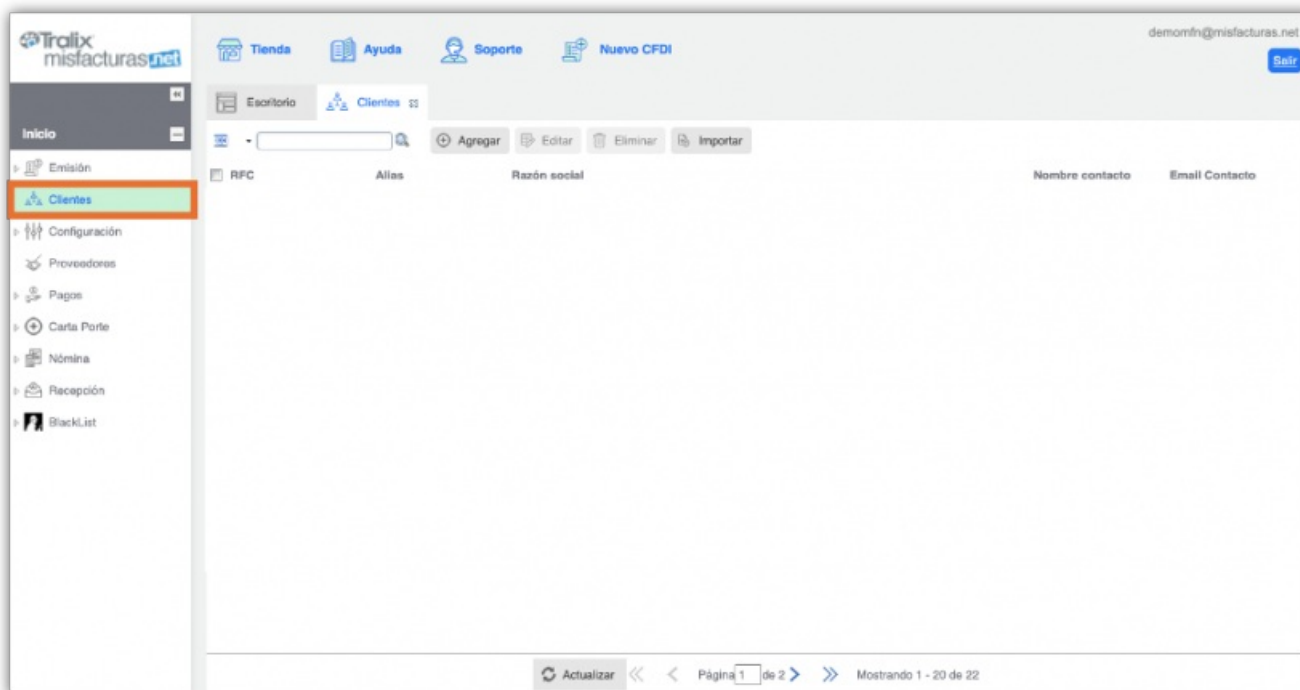 Tralix
misfacturas.net
Tienda
Ayuda
Soporte
Nuevo CFDI
demomfn@misfacturas.net
Salir
Escritorio
Clientes
Inicio
Agregar
Editar
Eliminar
Importar
Emisión
Clientes
Configuración
Proveedores
Pagos
Carta Porte
Nómina
Recepción
BlackList
RFC
Alias
Razón social
Nombre contacto
Email Contacto
Actualizar
Página 1 de 2
Mostrando 1 - 20 de 22